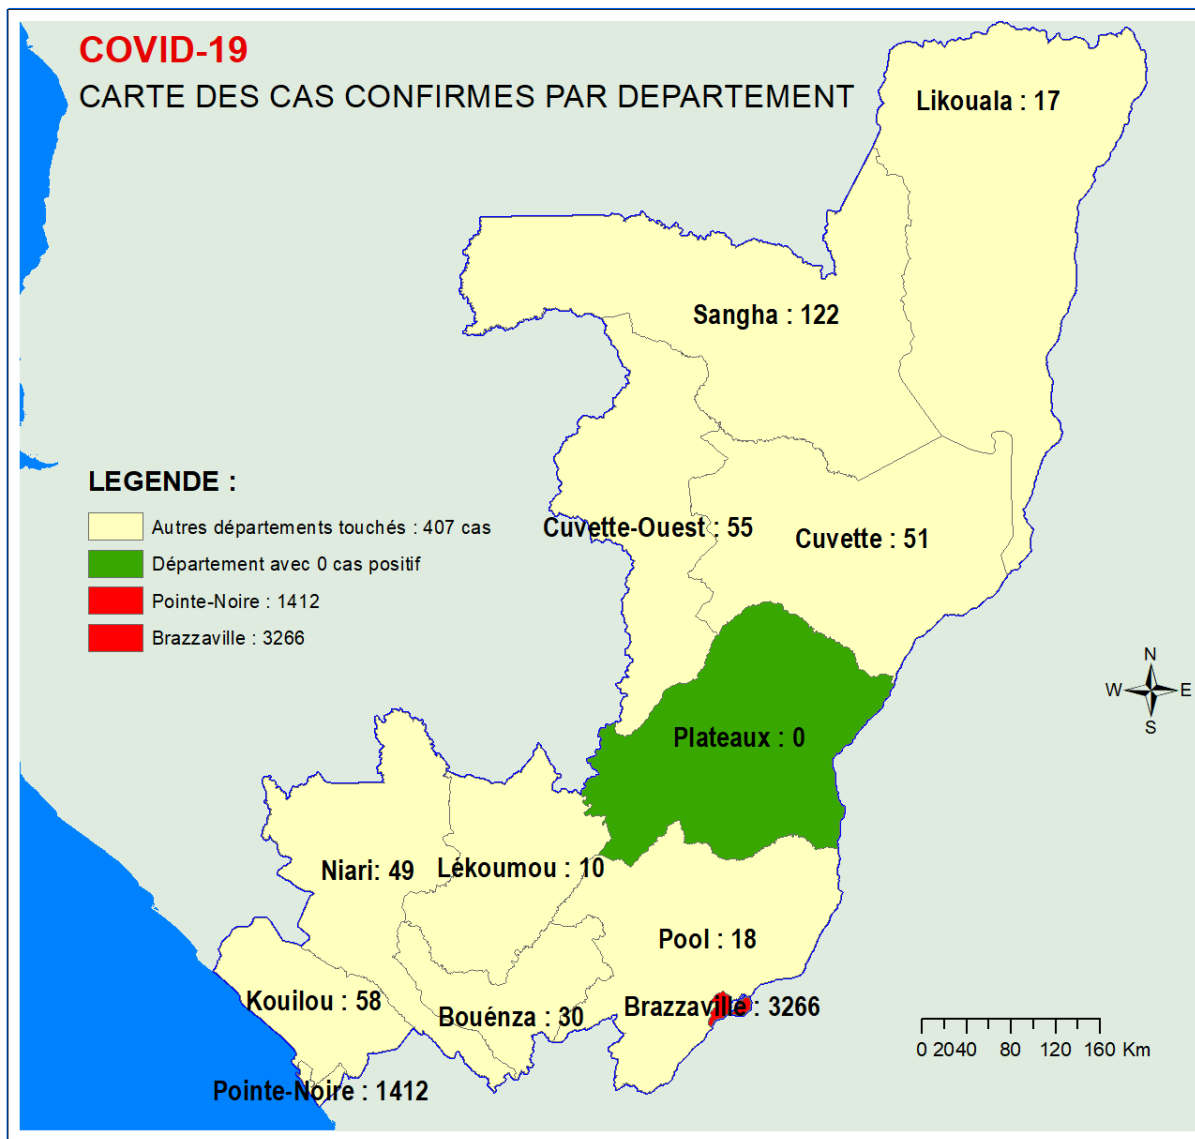 COVID-19
CARTE DES CAS CONFIRMES PAR DEPARTEMENT
Likouala : 17
Sangha : 122
LEGENDE :
Autres départements touchés : 407 cas
Département avec 0 cas positif
Pointe-Noire : 1412
Brazzaville : 3266
Cuvette-Ouest : 55
Cuvette : 51
N
W E
S
Plateaux : 0
Niari: 49
Lékoumou : 10
Pool : 18
Kouilou : 58
Bouénza : 30
Brazzaville : 3266
0 20 40 80 120 160 Km
Pointe-Noire : 1412